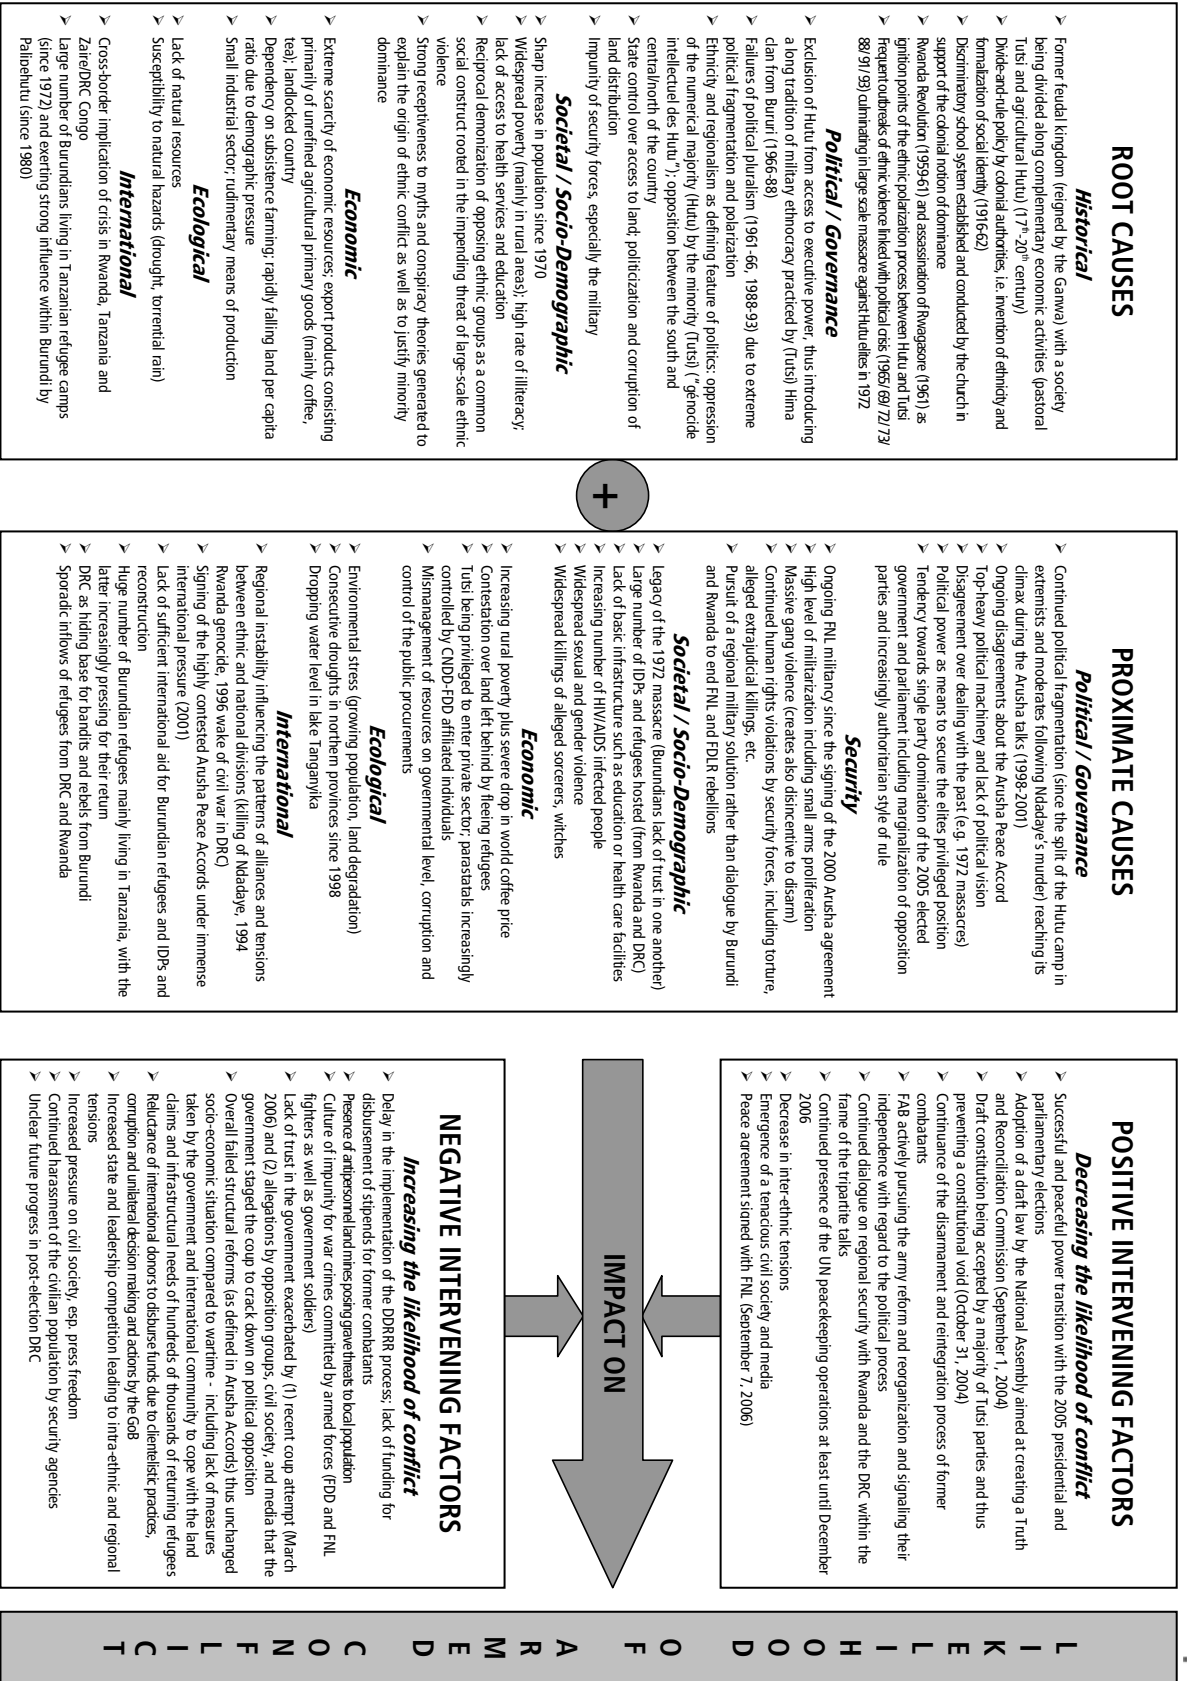 ROOT CAUSES
Historical
➢ Former feudal kingdom (reigned by the Ganwa) with a society
being divided along complementary economic activities (pastoral
Tutsi and agricultural Hutu) (17th-20th century)
➢ Divide-and-rule policy by colonial authorities, i.e. invention of ethnicity and
formalization of social identity (1916-62)
➢ Discriminatory school system established and conducted by the church in
support of the colonial notion of dominance
➢ Rwanda Revolution (1959-61) and assassination of Rwagasore (1961) as
ignition points of the ethnic polarization process between Hutu and Tutsi
➢ Frequent outbreaks of ethnic violence linked with political crisis (1965/69/72/73/
88/91/93) culminating in large scale massacre against Hutu elites in 1972
Political / Governance
➢ Exclusion of Hutu from access to executive power, thus introducing
a long tradition of military ethnocracy practiced by (Tutsi) Hima
clan from Bururi (1966-88)
➢ Failures of political pluralism (1961-66, 1988-93) due to extreme
political fragmentation and polarization
➢ Ethnicity and regionalism as defining feature of politics: oppression
of the numerical majority (Hutu) by the minority (Tutsi) ("génocide
intellectuel des Hutu"); opposition between the south and
central/north of the country
➢ State control over access to land; politization and corruption of
land distribution
➢ Impunity of security forces, especially the military
Societal / Socio-Demographic
➢ Sharp increase in population since 1970
➢ Widespread poverty (mainly in rural areas); high rate of illiteracy;
lack of access to health services and education
➢ Reciprocal demonization of opposing ethnic groups as a common
social construct rooted in the impending threat of large-scale ethnic
violence
➢ Strong receptiveness to myths and conspiracy theories generated to
explain the origin of ethnic conflict as well as to justify minority
dominance
Economic
➢ Extreme scarcity of economic resources; export products consisting
primarily of unrefined agricultural primary goods (mainly coffee,
tea); landlocked country
➢ Dependency on subsistence farming; rapidly falling land per capita
ratio due to demographic pressure
➢ Small industrial sector; rudimentary means of production
Ecological
➢ Lack of natural resources
➢ Susceptibility to natural hazards (drought, torrential rain)
International
➢ Cross-border implication of crisis in Rwanda, Tanzania and
Zaire/DRC Congo
➢ Large number of Burundians living in Tanzanian refugee camps
(since 1972) and exerting strong influence within Burundi by
Palipehutu (since 1980)
+
PROXIMATE CAUSES
Political / Governance
➢ Continued political fragmentation (since the split of the Hutu camp in
extremists and moderates following Ndadaye's murder) reaching its
climax during the Arusha talks (1998-2001)
➢ Ongoing disagreements about the Arusha Peace Accord
➢ Top-heavy political machinery and lack of political vision
➢ Disagreement over dealing with the past (e.g. 1972 massacres)
➢ Political power as means to secure the elites privileged position
➢ Tendency towards single party domination of the 2005 elected
government and parliament including marginalization of opposition
parties and increasingly authoritarian style of rule
Security
➢ Ongoing FNL militancy since the signing of the 2000 Arusha agreement
➢ High level of militarization including small arms proliferation
➢ Massive gang violence (creates also disincentive to disarm)
➢ Continued human rights violations by security forces, including torture,
alleged extrajudicial killings, etc.
➢ Pursuit of a regional military solution rather than dialogue by Burundi
and Rwanda to end FNL and FDLR rebellions
Societal / Socio-Demographic
➢ Legacy of the 1972 massacre (Burundians lack of trust in one another)
➢ Large number of IDPs and refugees hosted (from Rwanda and DRC)
➢ Lack of basic infrastructure such as education or health care facilities
➢ Increasing number of HIV/AIDS infected people
➢ Widespread sexual and gender violence
➢ Widespread killings of alleged sorcerers, witches
Economic
➢ Increasing rural poverty plus severe drop in world coffee price
➢ Contestation over land left behind by fleeing refugees
➢ Tutsi being privileged to enter private sector; parastatals increasingly
controlled by CNDD-FDD affiliated individuals
➢ Mismanagement of resources on governmental level, corruption and
control of the public procurements
Ecological
➢ Environmental stress (growing population, land degradation)
➢ Consecutive droughts in northern provinces since 1998
➢ Dropping water level in lake Tanganyika
International
➢ Regional instability influencing the patterns of alliances and tensions
between ethnic and national divisions (killing of Ndadaye, 1994
Rwanda genocide, 1996 wake of civil war in DRC)
➢ Signing of the highly contested Arusha Peace Accords under immense
international pressure (2001)
➢ Lack of sufficient international aid for Burundian refugees and IDPs and
reconstruction
➢ Huge number of Burundian refugees mainly living in Tanzania, with the
latter increasingly pressing for their return
➢ DRC as hiding base for bandits and rebels from Burundi
➢ Sporadic inflows of refugees from DRC and Rwanda
POSITIVE INTERVENING FACTORS
Decreasing the likelihood of conflict
➢ Successful and peaceful power transition with the 2005 presidential and
parliamentary elections
➢ Adoption of a draft law by the National Assembly aimed at creating a Truth
and Reconciliation Commission (September 1, 2004)
➢ Draft constitution being accepted by a majority of Tutsi parties and thus
preventing a constitutional void (October 31, 2004)
➢ Continuance of the disarmament and reintegration process of former
combatants
➢ FAB actively pursuing the army reform and reorganization and signaling their
independence with regard to the political process
➢ Continued dialogue on regional security with Rwanda and the DRC within the
frame of the tripartite talks
➢ Continued presence of the UN peacekeeping operations at least until December
2006
➢ Decrease in inter-ethnic tensions
➢ Emergence of a tenacious civil society and media
➢ Peace agreement signed with FNL (September 7, 2006)
IMPACT ON
NEGATIVE INTERVENING FACTORS
Increasing the likelihood of conflict
➢ Delay in the implementation of the DDRRR process; lack of funding for
disbursement of stipends for former combatants
➢ Presence of antipersonnel land mines posing grave threats to local population
➢ Culture of impunity for war crimes committed by armed forces (FDD and FNL
fighters as well as government soldiers)
➢ Lack of trust in the government exacerbated by (1) recent coup attempt (March
2006) and (2) allegations by opposition groups, civil society, and media that the
government staged the coup to crack down on political opposition
➢ Overall failed structural reforms (as defined in Arusha Accords) thus unchanged
socio-economic situation compared to wartime - including lack of measures
taken by the government and international community to cope with the land
claims and infrastructural needs of hundreds of thousands of returning refugees
➢ Reluctance of international donors to disburse funds due to clientelistic practices,
corruption and unilateral decision making and actions by the GoB
➢ Increased state and leadership competition leading to intra-ethnic and regional
tensions
➢ Increased pressure on civil society, esp. press freedom
➢ Continued harassment of the civilian population by security agencies
➢ Unclear future progress in post-election DRC
LIKELIHOOD OF ARMED CONFLICT